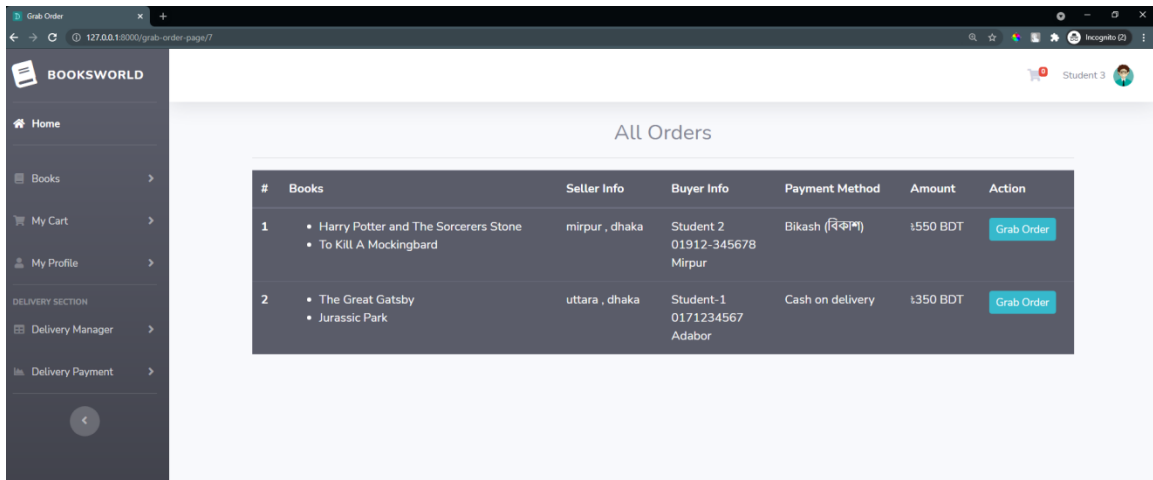 Grab Order
127.0.0.1:8000/grab-order-page/7
Incognito (2)
BOOKSWORLD
0
Student 3
Home
Books
My Cart
My Profile
DELIVERY SECTION
Delivery Manager
Delivery Payment
All Orders
# Books Seller Info Buyer Info Payment Method Amount Action
1 • Harry Potter and The Sorcerers Stone mirpur , dhaka Student 2 Bikash (বিকাশ) ৳550 BDT Grab Order
• To Kill A Mockingbard 01912-345678
Mirpur
2 • The Great Gatsby uttara , dhaka Student-1 Cash on delivery ৳350 BDT Grab Order
• Jurassic Park 0171234567
Adabor